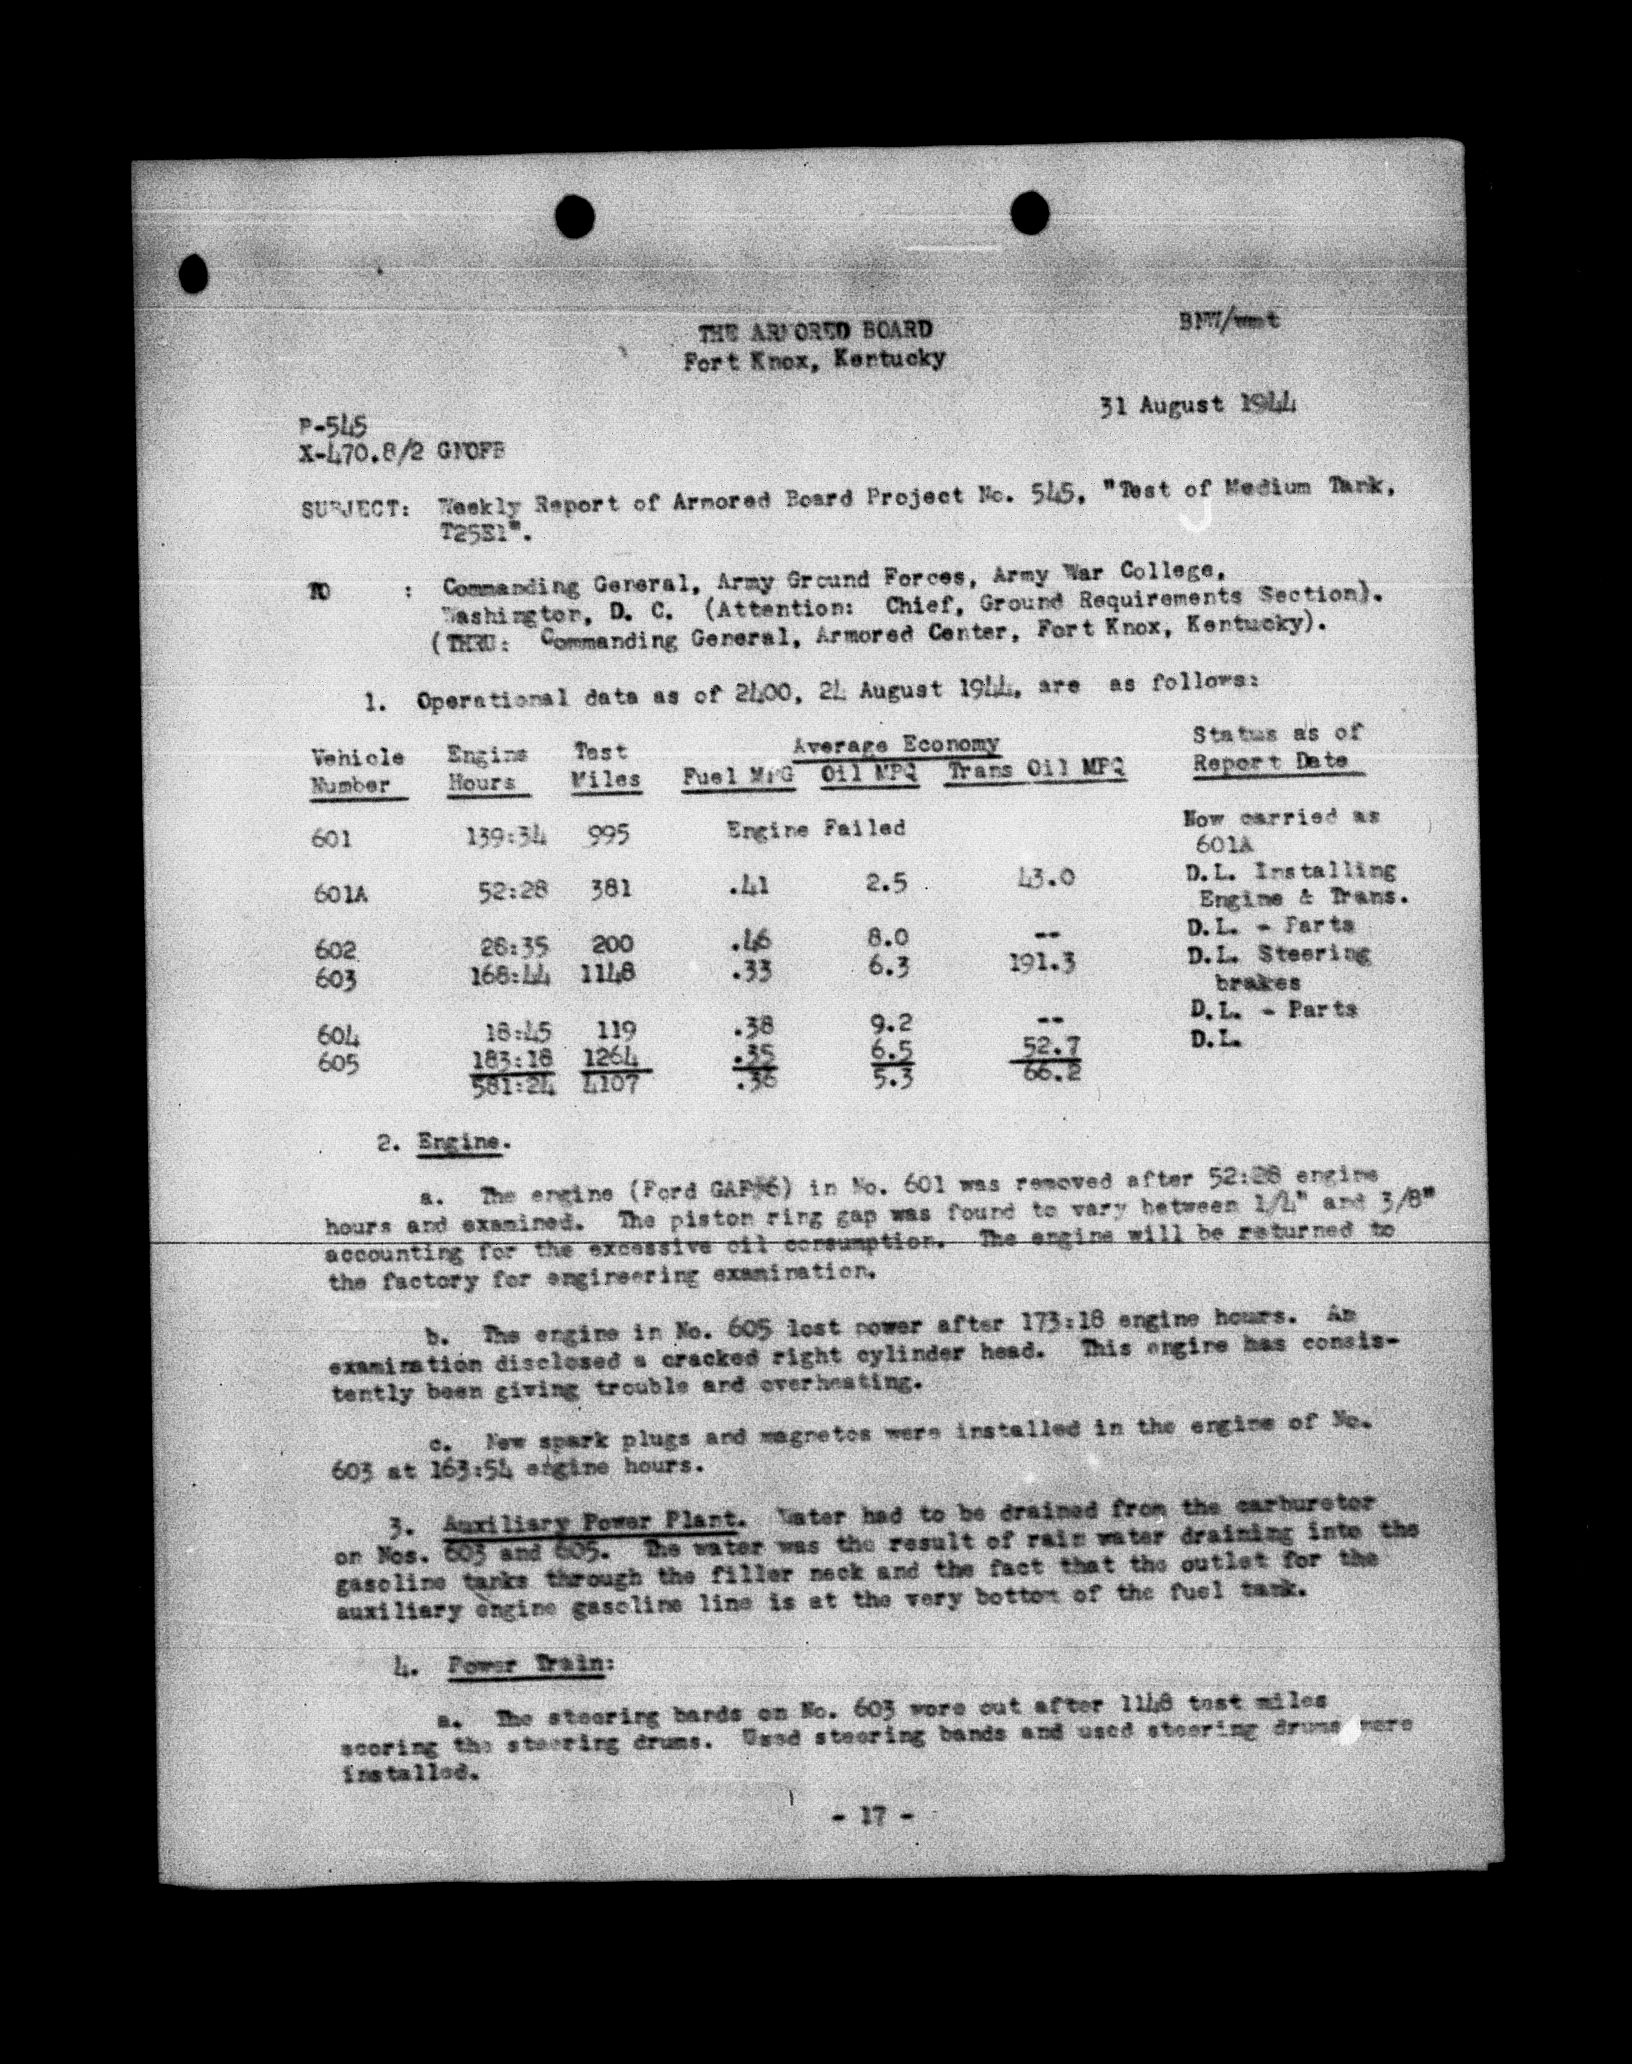 THE ARMORED BOARD
Fort Knox, Kentucky
31 August 1944
P-545
X-470.8/2 GNOFB
SUBJECT: Weekly Report of Armored Board Project No. 545, "Test of Medium Tank,
T25E1".
TO : Commanding General, Army Ground Forces, Army War College,
Washington, D. C. (Attention: Chief, Ground Requirements Section).
(THRU: Commanding General, Armored Center, Fort Knox, Kentucky).
1. Operational data as of 2400, 24 August 1944, are as follows:
Vehicle Engine Test Average Economy Status as of
Number Hours Miles Fuel MPG Oil MPQ Trans Oil MPQ Report Date
601 139:34 995 Engine Failed Now carried as
601A
601A 52:28 381 .41 2.5 43.0 D.L. Installing
Engine & Trans.
602 28:35 200 .46 8.0 -- D.L. - Parts
603 168:44 1148 .33 6.3 191.3 D.L. Steering
brakes
604 18:45 119 .38 9.2 -- D.L. - Parts
605 183:18 1264 .35 6.5 52.7 D.L.
581:24 4107 .36 5.3 66.2
2. Engine.
a. The engine (Ford GAF#6) in No. 601 was removed after 52:28 engine
hours and examined. The piston ring gap was found to vary between 1/4" and 3/8"
accounting for the excessive oil consumption. The engine will be returned to
the factory for engineering examination.
b. The engine in No. 605 lost power after 173:18 engine hours. An
examination disclosed a cracked right cylinder head. This engine has consis-
tently been giving trouble and overheating.
c. New spark plugs and magnetos were installed in the engine of No.
603 at 163:54 engine hours.
3. Auxiliary Power Plant. Water had to be drained from the carburetor
on Nos. 603 and 605. The water was the result of rain water draining into the
gasoline tanks through the filler neck and the fact that the outlet for the
auxiliary engine gasoline line is at the very bottom of the fuel tank.
4. Power Train:
a. The steering bands on No. 603 wore out after 1148 test miles
scoring the steering drums. Used steering bands and used steering drums were
installed.
- 17 -